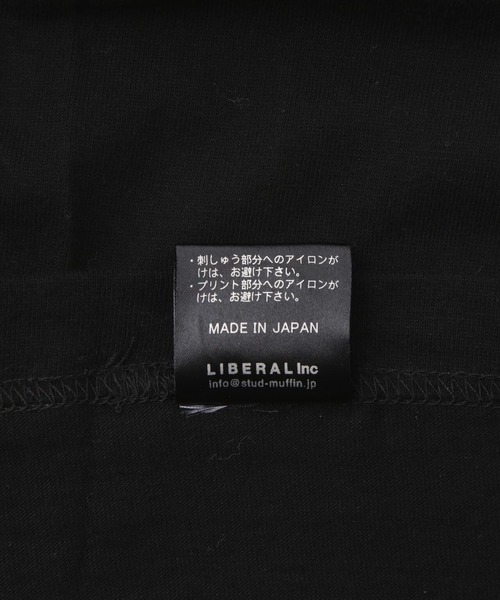 ・刺しゅう部分へのアイロンが
けは、お避け下さい。
・プリント部分へのアイロンが
けは、お避け下さい。
MADE IN JAPAN
LIBERAL Inc
info@stud-muffin.jp